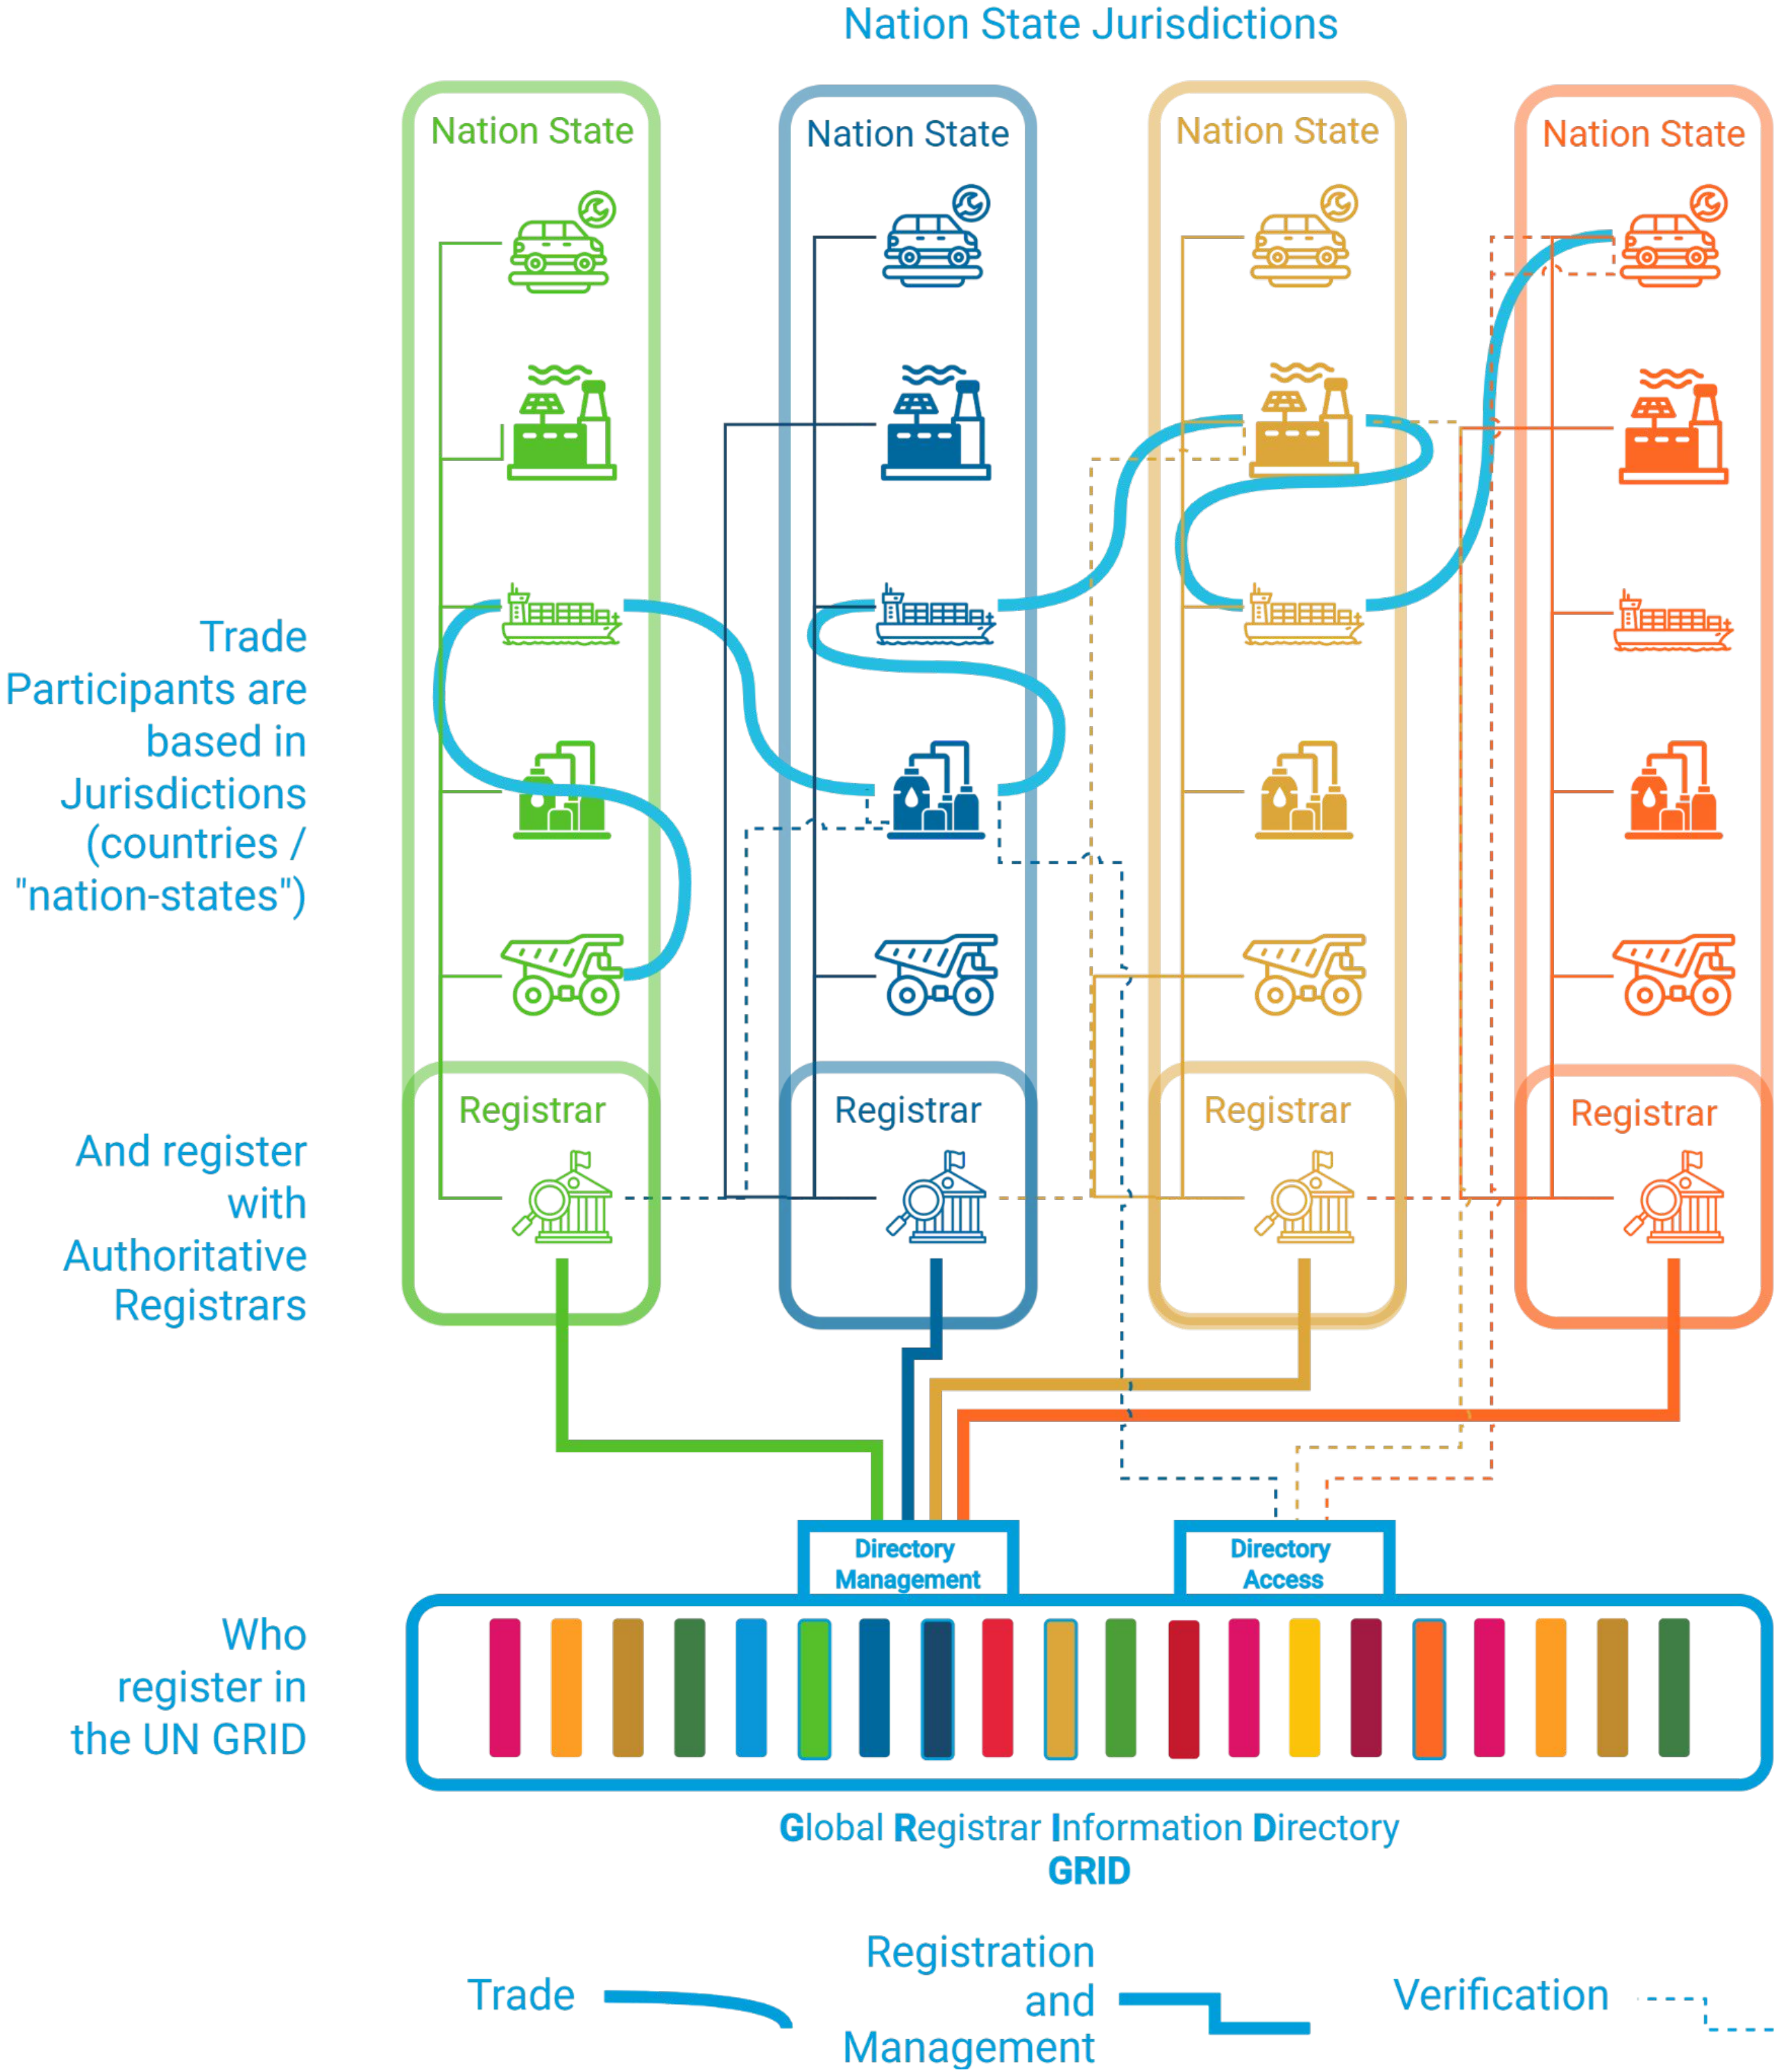 Nation State Jurisdictions
Nation State
Nation State
Nation State
Nation State
Trade
Participants are
based in
Jurisdictions
(countries /
"nation-states")
Registrar
Registrar
Registrar
Registrar
And register
with
Authoritative
Registrars
Directory
Management
Directory
Access
Who
register in
the UN GRID
Global Registrar Information Directory
GRID
Trade
Registration
and
Management
Verification